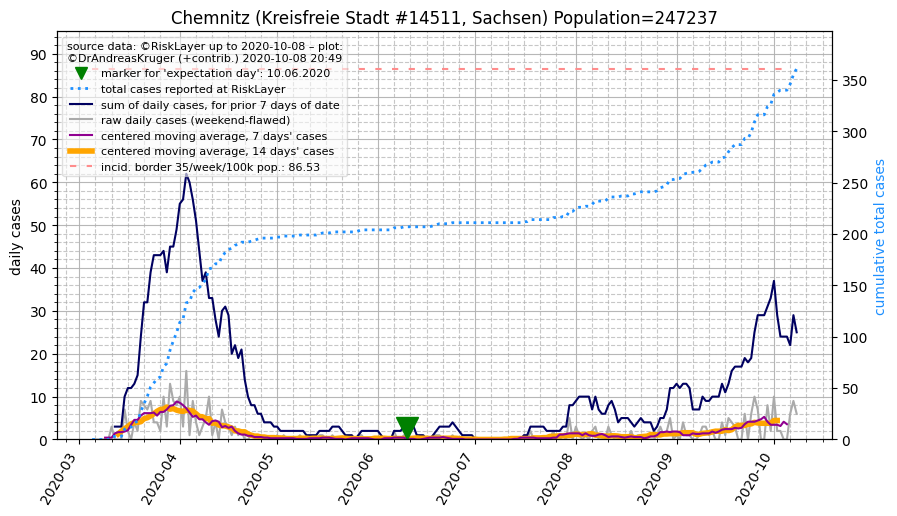 Chemnitz (Kreisfreie Stadt #14511, Sachsen) Population=247237
source data: ©RiskLayer up to 2020-10-08 – plot:
©DrAndreasKruger (+contrib.) 2020-10-08 20:49
marker for 'expectation day': 10.06.2020
total cases reported at RiskLayer
sum of daily cases, for prior 7 days of date
raw daily cases (weekend-flawed)
centered moving average, 7 days' cases
centered moving average, 14 days' cases
incid. border 35/week/100k pop.: 86.53
daily cases
90
80
70
60
50
40
30
20
10
0
cumulative total cases
350
300
250
200
150
100
50
0
2020-03
2020-04
2020-05
2020-06
2020-07
2020-08
2020-09
2020-10